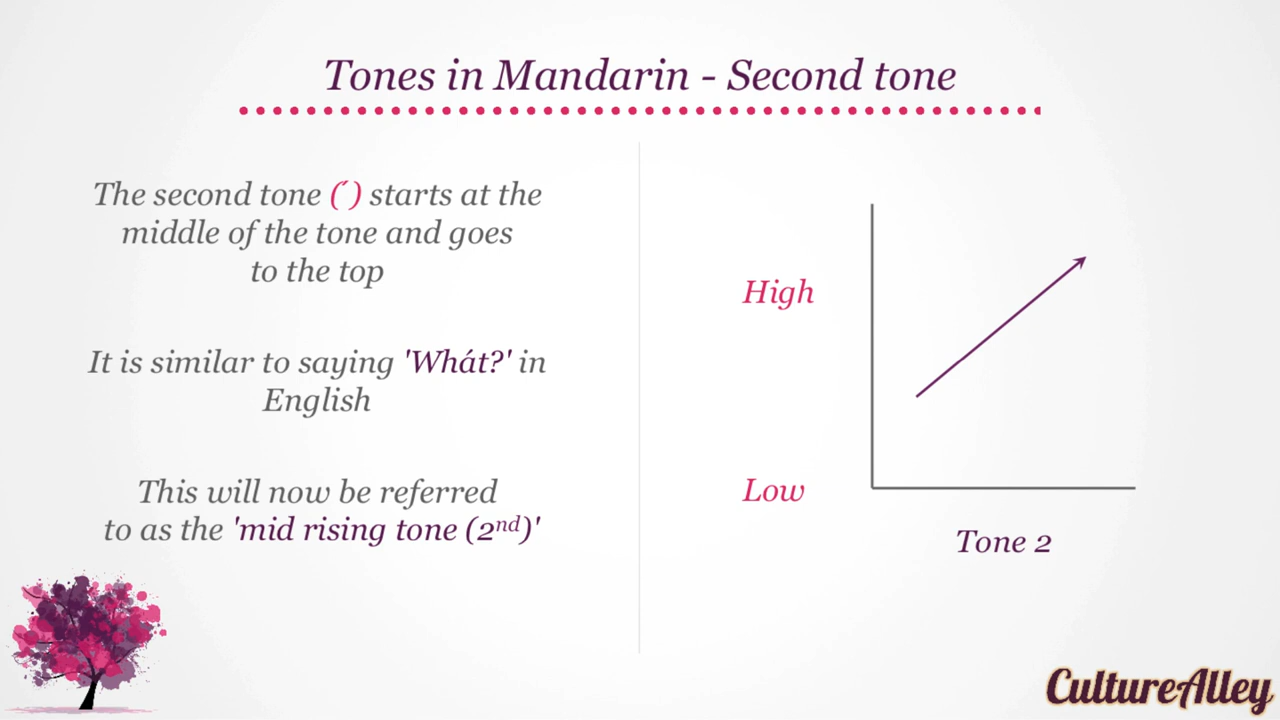 Tones in Mandarin - Second tone
The second tone (´) starts at the
middle of the tone and goes
to the top
It is similar to saying 'Whát?' in
English
This will now be referred
to as the 'mid rising tone (2nd)'
High
Low
Tone 2
CultureAlley